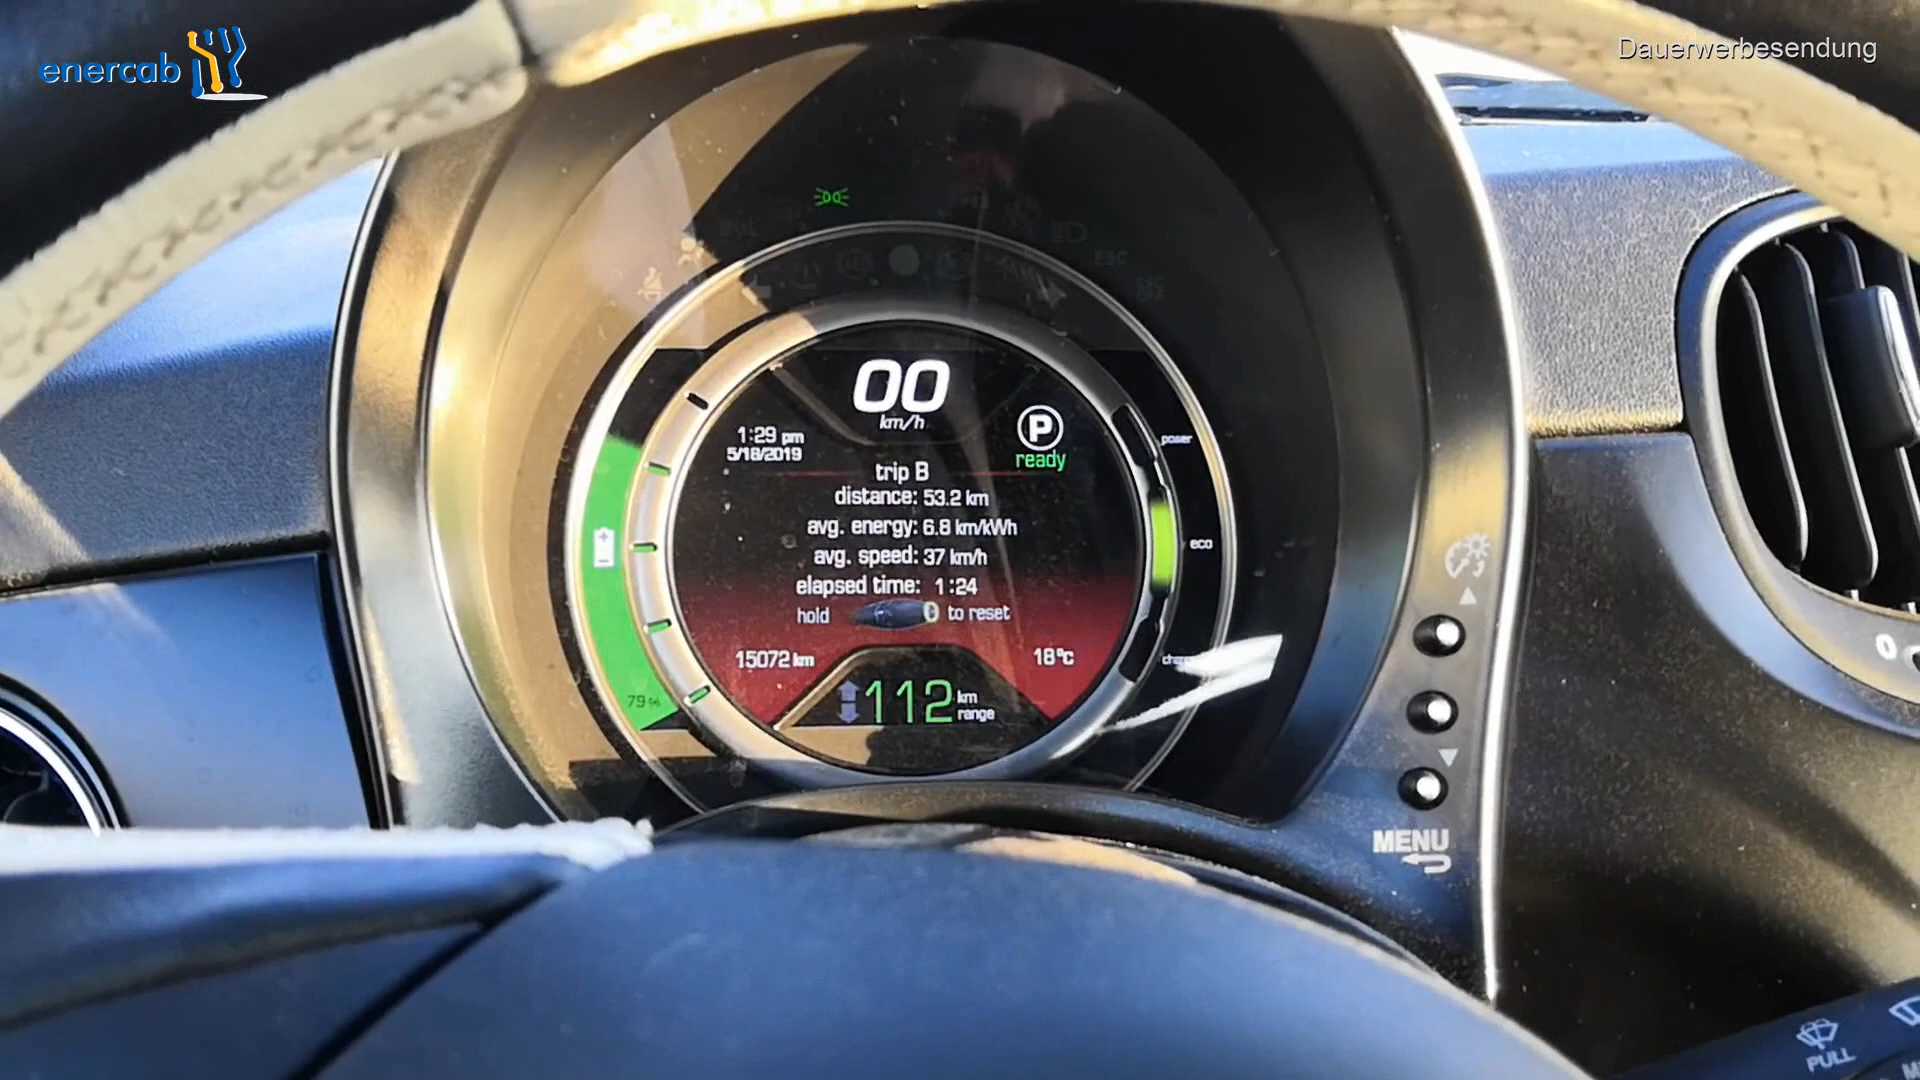 enercab
Dauerwerbesendung
ESC
00
km/h
1:29 pm
5/18/2019
P
ready
power
trip B
distance: 53.2 km
avg. energy: 6.8 km/kWh
eco
avg. speed: 37 km/h
elapsed time: 1:24
hold to reset
15072 km
18°C
79%
112 km
range
MENU
0
PULL